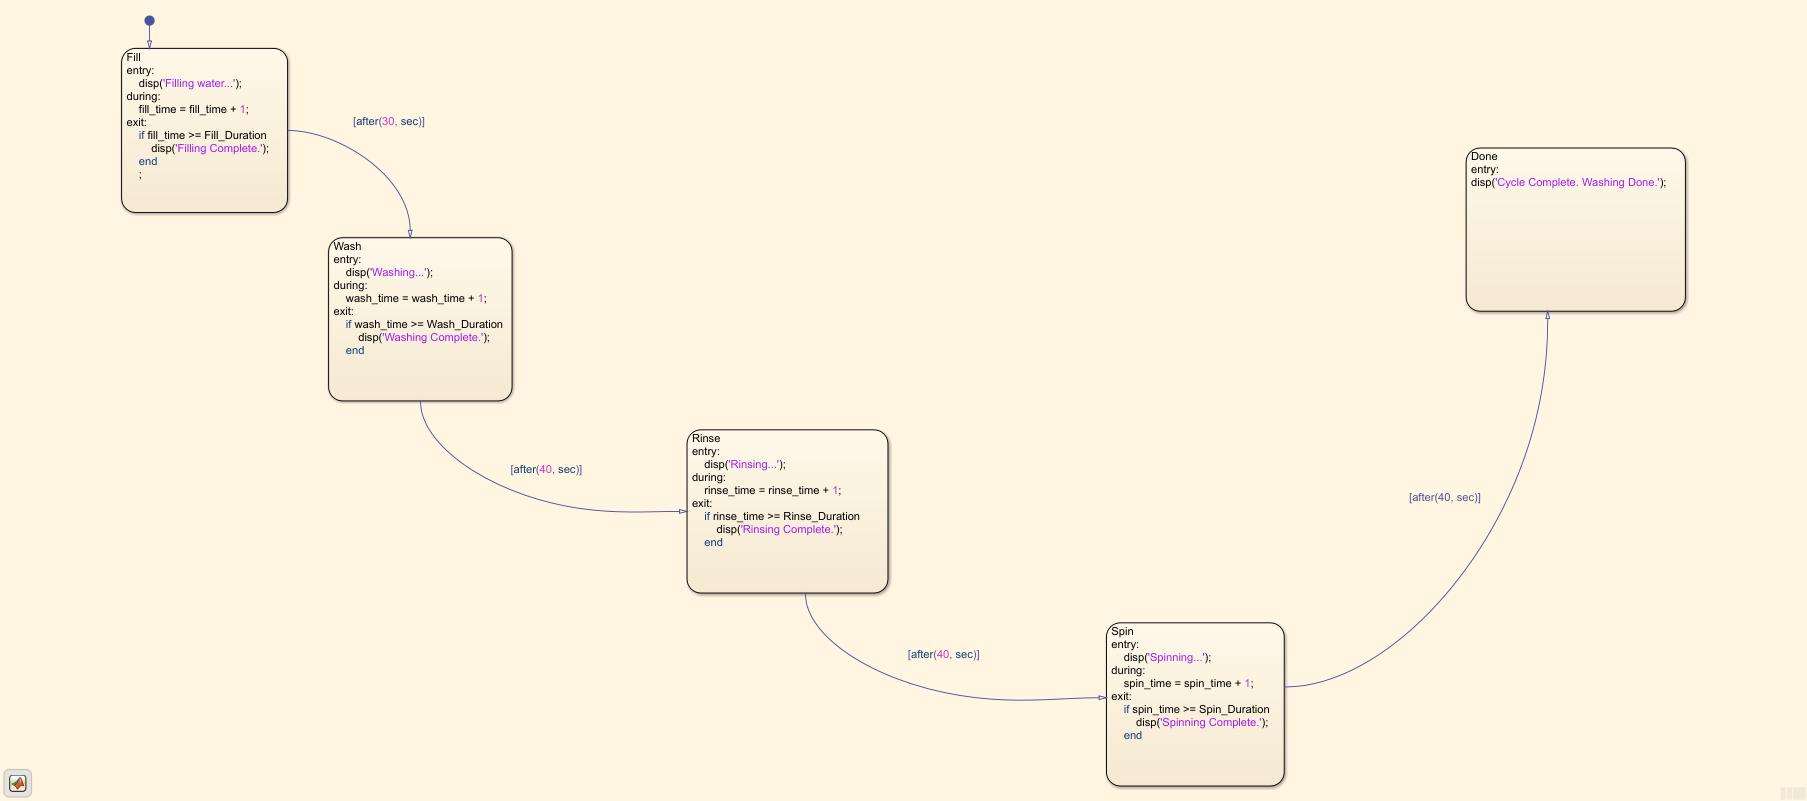 Fill
entry:
disp('Filling water...');
during:
fill_time = fill_time + 1;
exit:
if fill_time >= Fill_Duration
disp('Filling Complete.');
end
;
[after(30, sec)]
Wash
entry:
disp('Washing...');
during:
wash_time = wash_time + 1;
exit:
if wash_time >= Wash_Duration
disp('Washing Complete.');
end
[after(40, sec)]
Rinse
entry:
disp('Rinsing...');
during:
rinse_time = rinse_time + 1;
exit:
if rinse_time >= Rinse_Duration
disp('Rinsing Complete.');
end
[after(40, sec)]
Spin
entry:
disp('Spinning...');
during:
spin_time = spin_time + 1;
exit:
if spin_time >= Spin_Duration
disp('Spinning Complete.');
end
[after(40, sec)]
Done
entry:
disp('Cycle Complete. Washing Done.');